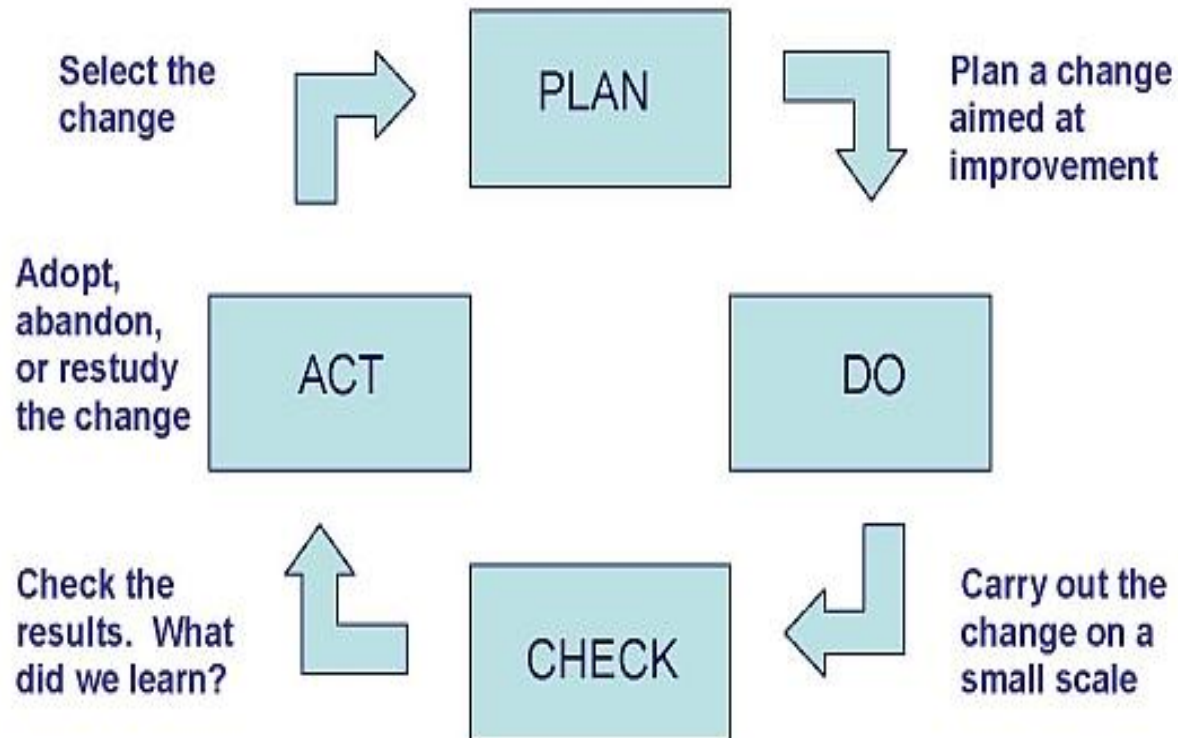 Select the
change
PLAN
Plan a change
aimed at
improvement
Adopt,
abandon,
or restudy
the change
ACT
DO
Check the
results. What
did we learn?
CHECK
Carry out the
change on a
small scale